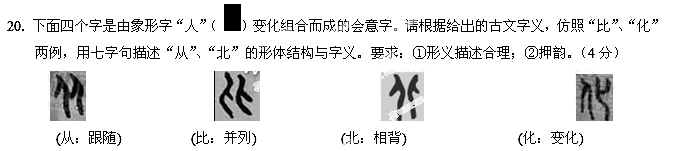 20. 下面四个字是由象形字“人”（ ）变化组合而成的会意字。请根据给出的古文字义，仿照“比”、“化”
两例，用七字句描述“从”、“北”的形体结构与字义。要求：①形义描述合理；②押韵。（4分）
(从：跟随) (比：并列) (北：相背) (化：变化)